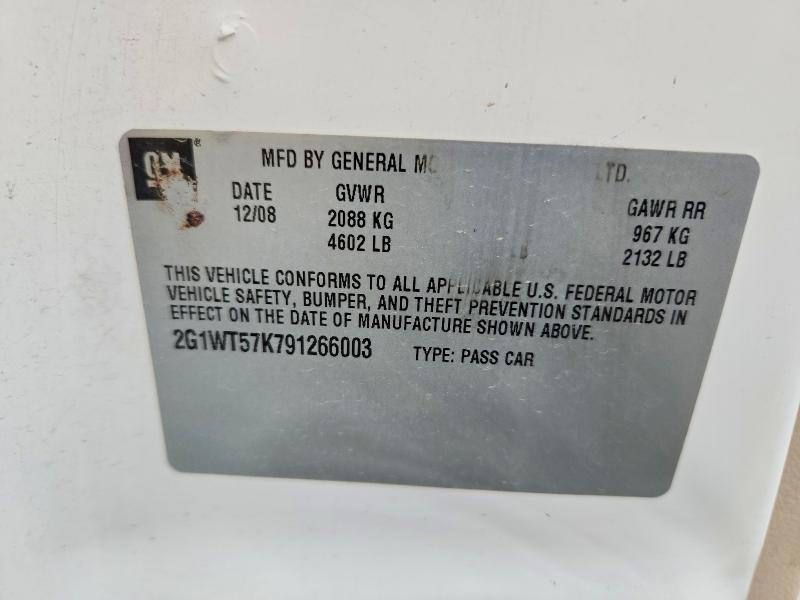 GM ®
MFD BY GENERAL LTD.
DATE GVWR GAWR RR
12/08 2088 KG 967 KG
4602 LB LB 2132 LB
THIS VEHICLE CONFORMS TO ALL APPLICABLE U.S. FEDERAL MOTOR
VEHICLE SAFETY, BUMPER, AND THEFT PREVENTION STANDARDS IN
EFFECT ON THE DATE OF MANUFACTURE SHOWN ABOVE.
2G1WT57K791266003 TYPE: PASS CAR